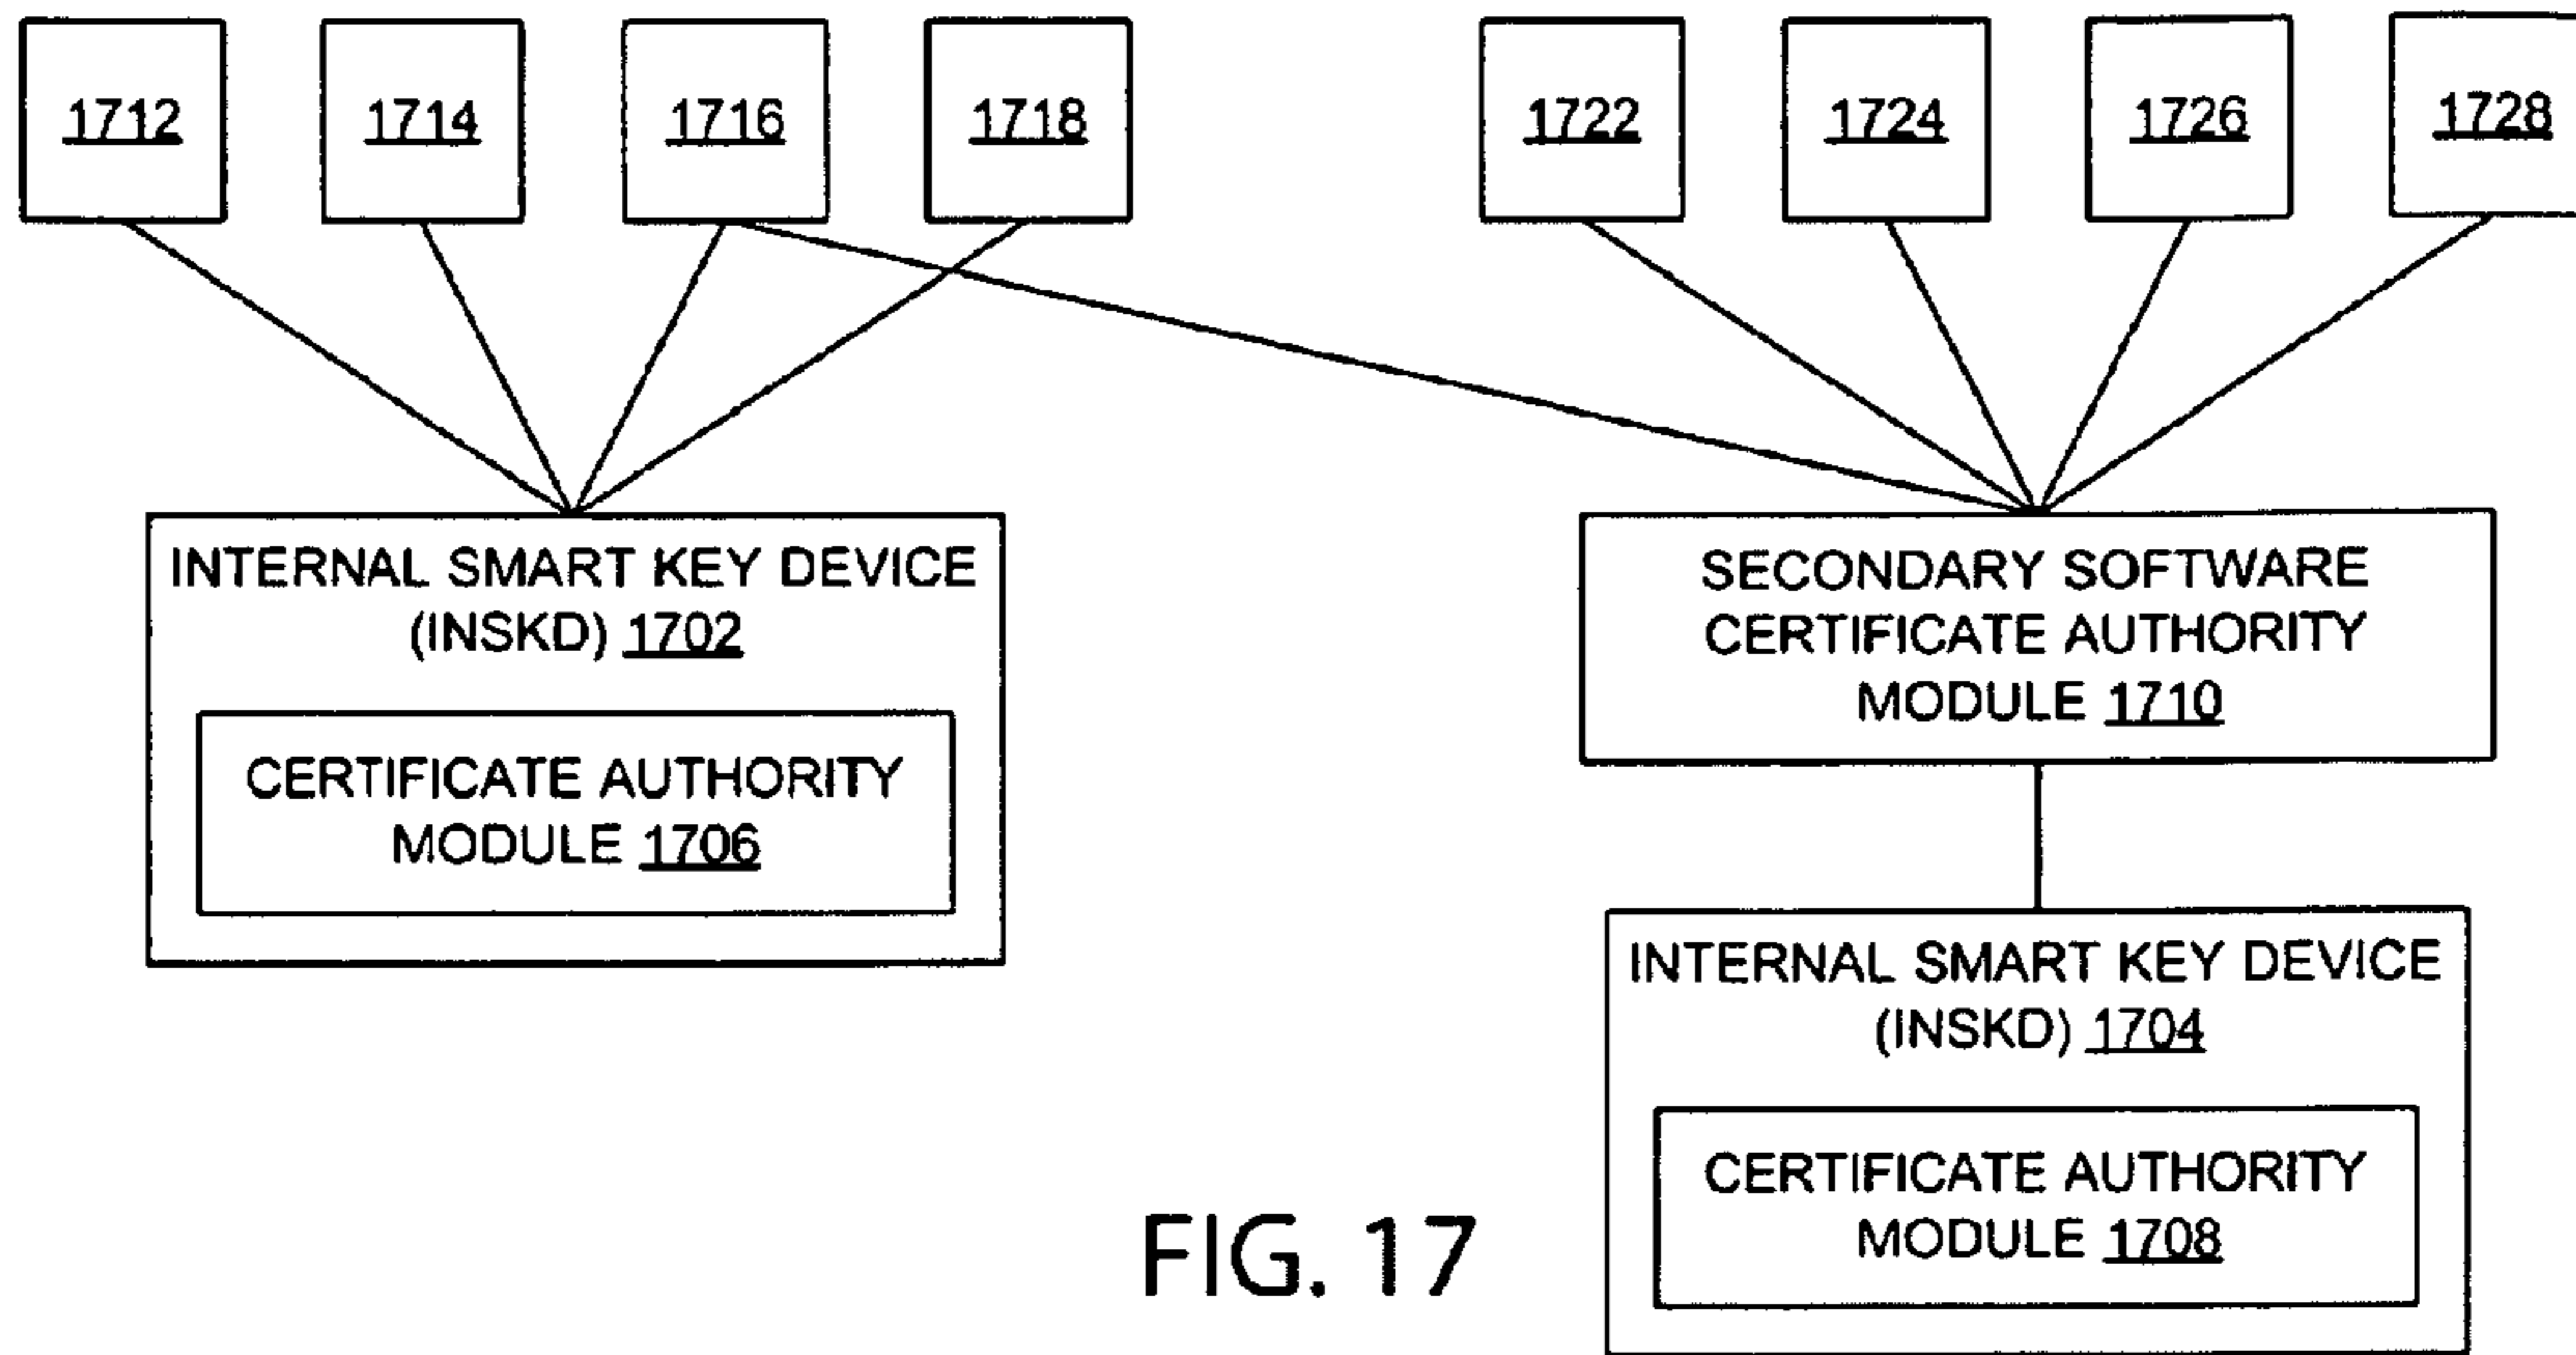 1712 1714 1716 1718 1722 1724 1726 1728
INTERNAL SMART KEY DEVICE
(INSKD) 1702
CERTIFICATE AUTHORITY
MODULE 1706
SECONDARY SOFTWARE
CERTIFICATE AUTHORITY
MODULE 1710
INTERNAL SMART KEY DEVICE
(INSKD) 1704
CERTIFICATE AUTHORITY
MODULE 1708
FIG. 17